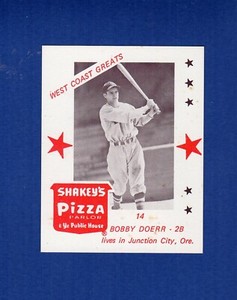 WEST COAST GREATS
SHAKEY'S
PIZZA
PARLOR
& Ye Public House
14
BOBBY DOERR - 2B
lives in Junction City, Ore.